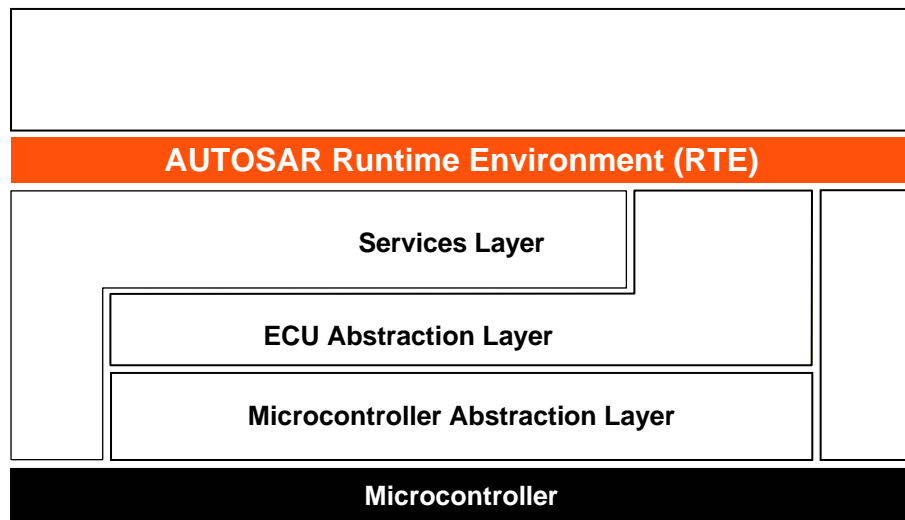 AUTOSAR Runtime Environment (RTE)
Services Layer
ECU Abstraction Layer
Microcontroller Abstraction Layer
Microcontroller